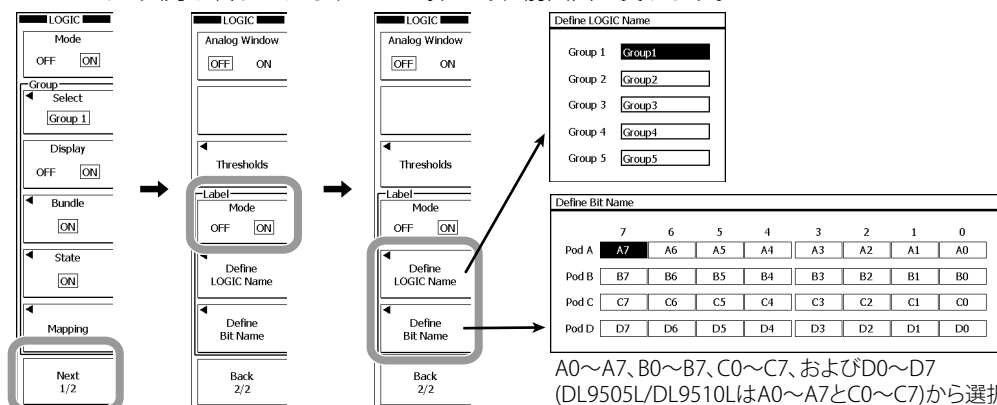 LOGIC
Mode
OFF ON
Group
Select
Group 1
Display
OFF ON
Bundle
ON
State
ON
Mapping
Next
1/2
LOGIC
Analog Window
OFF ON
Thresholds
Label
Mode
OFF ON
Define
LOGIC Name
Define
Bit Name
Back
2/2
LOGIC
Analog Window
OFF ON
Thresholds
Label
Mode
OFF ON
Define
LOGIC Name
Define
Bit Name
Back
2/2
Define LOGIC Name
Group 1 Group1
Group 2 Group2
Group 3 Group3
Group 4 Group4
Group 5 Group5
Define Bit Name
7 6 5 4 3 2 1 0
Pod A A7 A6 A5 A4 A3 A2 A1 A0
Pod B B7 B6 B5 B4 B3 B2 B1 B0
Pod C C7 C6 C5 C4 C3 C2 C1 C0
Pod D D7 D6 D5 D4 D3 D2 D1 D0
A0～A7、B0～B7、C0～C7、およびD0～D7
(DL9505L/DL9510LはA0～A7とC0～C7)から選択